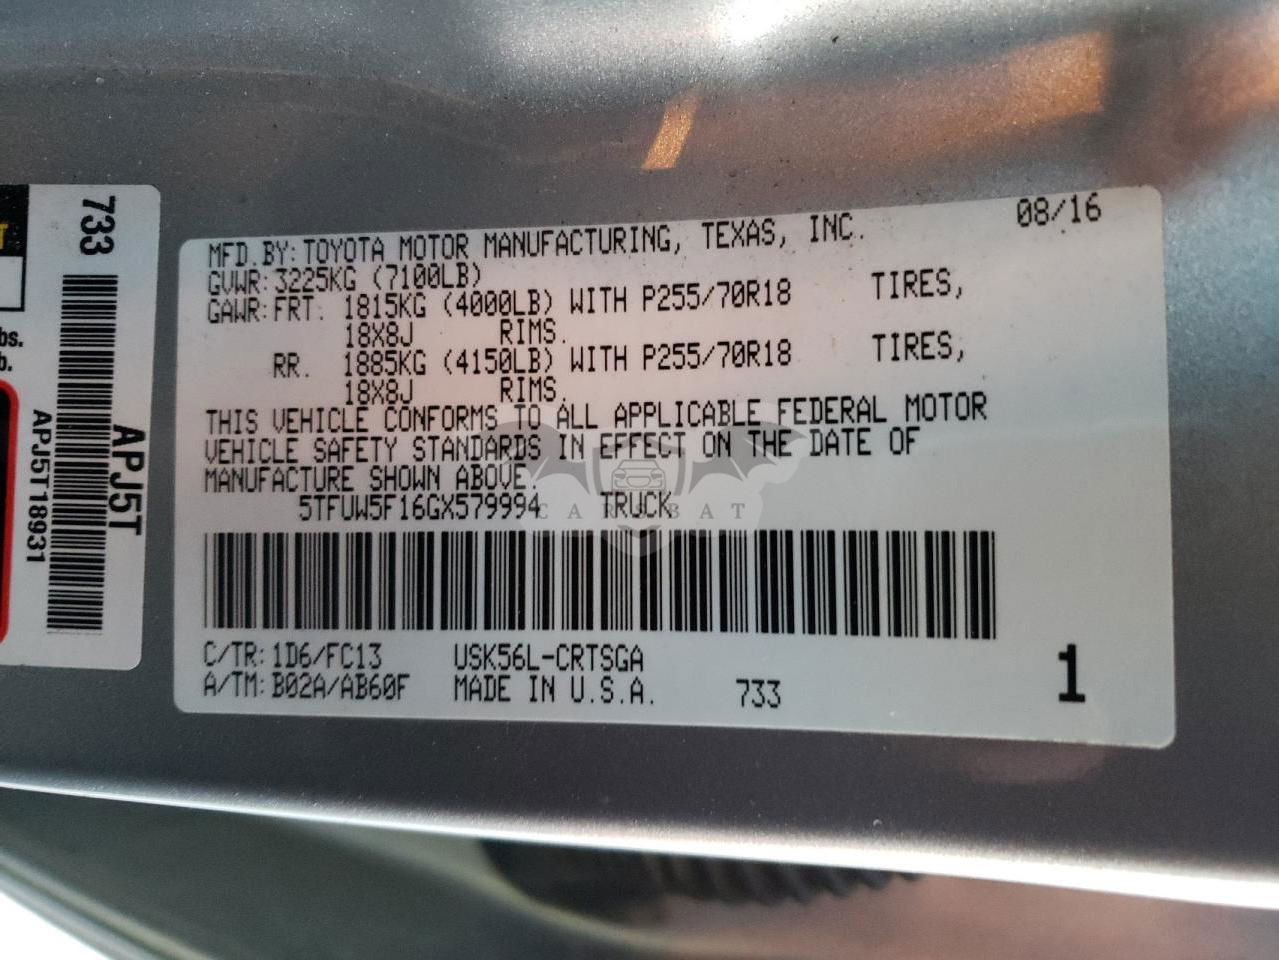 MFD. BY: TOYOTA MOTOR MANUFACTURING, TEXAS, INC. 08/16
GVWR: 3225KG (7100LB)
GAWR: FRT. 1815KG (4000LB) WITH P255/70R18 TIRES,
18X8J RIMS.
RR. 1885KG (4150LB) WITH P255/70R18 TIRES,
18X8J RIMS.
THIS VEHICLE CONFORMS TO ALL APPLICABLE FEDERAL MOTOR
VEHICLE SAFETY STANDARDS IN EFFECT ON THE DATE OF
MANUFACTURE SHOWN ABOVE.
5TFUW5F16GX579994 TRUCK
CARSBAT
C/TR: 1D6/FC13 USK56L-CRTSGA
A/TM: B02A/AB60F MADE IN U.S.A. 733 1
733
APJ5T
APJ5T18931
bs.
b.
T